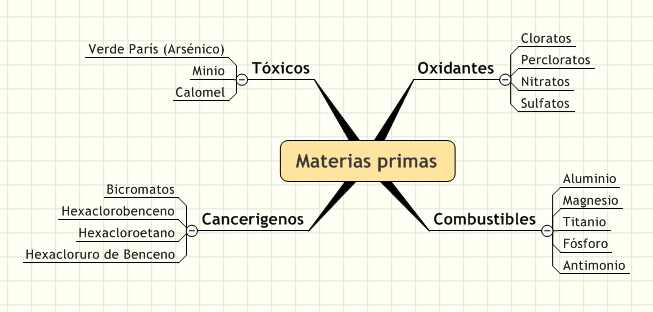 Materias primas
Tóxicos
Verde París (Arsénico)
Minio
Calomel
Oxidantes
Cloratos
Percloratos
Nitratos
Sulfatos
Cancerigenos
Bicromatos
Hexaclorobenceno
Hexacloroetano
Hexacloruro de Benceno
Combustibles
Aluminio
Magnesio
Titanio
Fósforo
Antimonio